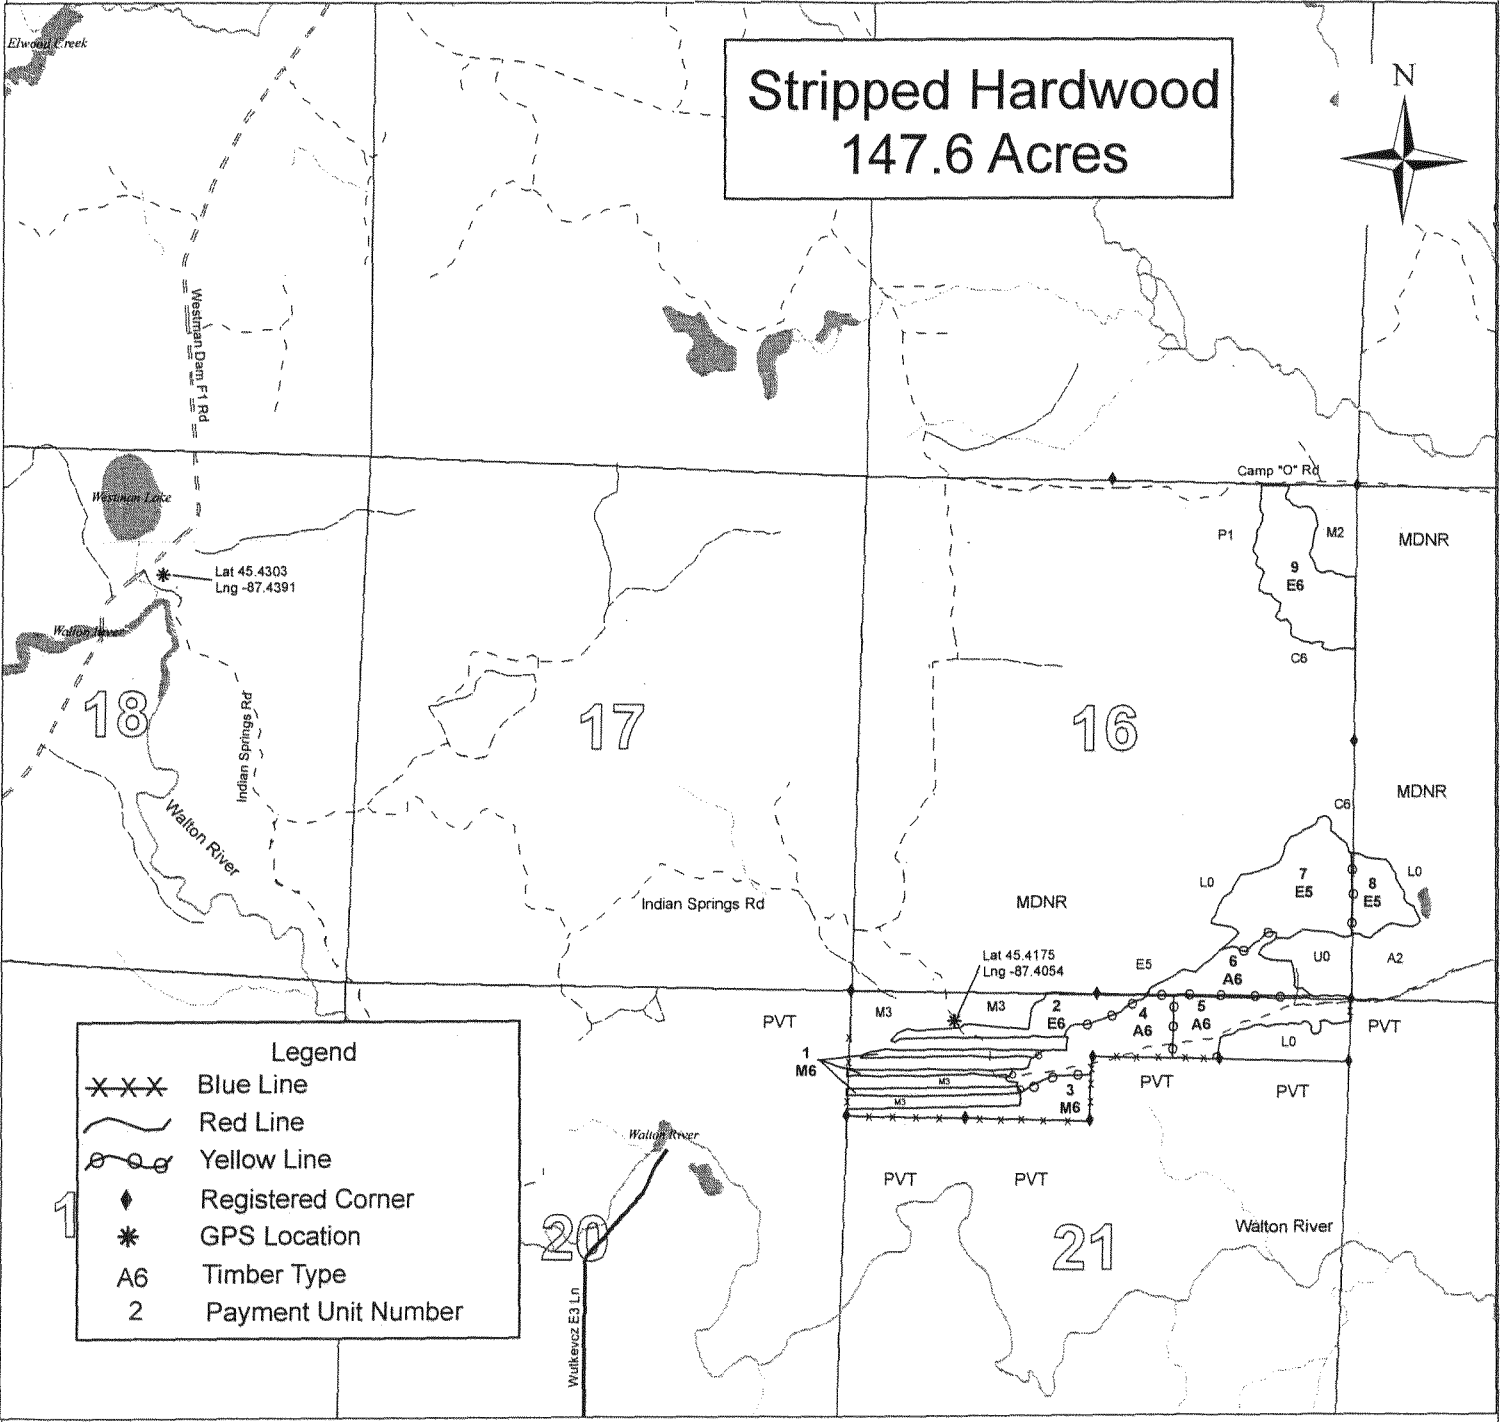 Elwood Creek
Stripped Hardwood
147.6 Acres
N
Westman Dam F1 Rd
Camp "O" Rd
Westman Lake
P1
M2
MDNR
9
E6
Lat 45.4303
Lng -87.4391
Walton River
C6
18
17
16
Indian Springs Rd
Walton River
C6
MDNR
Indian Springs Rd
MDNR
L0
7
E5
8
E5
L0
Lat 45.4175
Lng -87.4054
E5
6
A6
U0
A2
PVT
M3
M3
2
E6
4
A6
5
A6
L0
PVT
1
M6
M3
M3
3
M6
PVT
PVT
Walton River
PVT
PVT
Walton River
1
20
21
Wutkevcz E3 Ln
Legend
Blue Line
Red Line
Yellow Line
Registered Corner
GPS Location
A6 Timber Type
2 Payment Unit Number